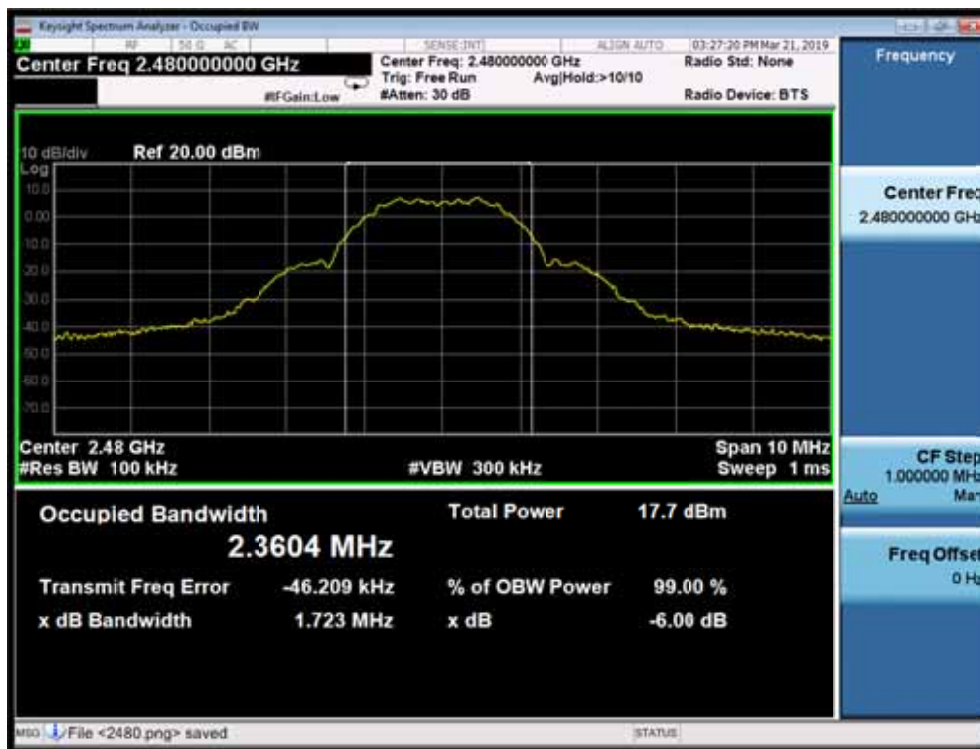 Keysight Spectrum Analyzer - Occupied BW
RF 50 Ω AC SENSE:INT ALIGN AUTO 03:27:20 PM Mar 21, 2019
Center Freq 2.480000000 GHz
Center Freq: 2.480000000 GHz
Radio Std: None
Trig: Free Run Avg|Hold:>10/10
#IFGain:Low
#Atten: 30 dB
Radio Device: BTS
10 dB/div Ref 20.00 dBm
Log
10.0
0.00
-10.0
-20.0
-30.0
-40.0
-50.0
-60.0
-70.0
Center 2.48 GHz
Span 10 MHz
#Res BW 100 kHz
#VBW 300 kHz
Sweep 1 ms
Occupied Bandwidth
2.3604 MHz
Total Power 17.7 dBm
Transmit Freq Error -46.209 kHz
% of OBW Power 99.00 %
x dB Bandwidth 1.723 MHz
x dB -6.00 dB
MSG File <2480.png> saved
STATUS
Frequency
Center Freq
2.480000000 GHz
CF Step
1.000000 MHz
Auto Man
Freq Offset
0 Hz